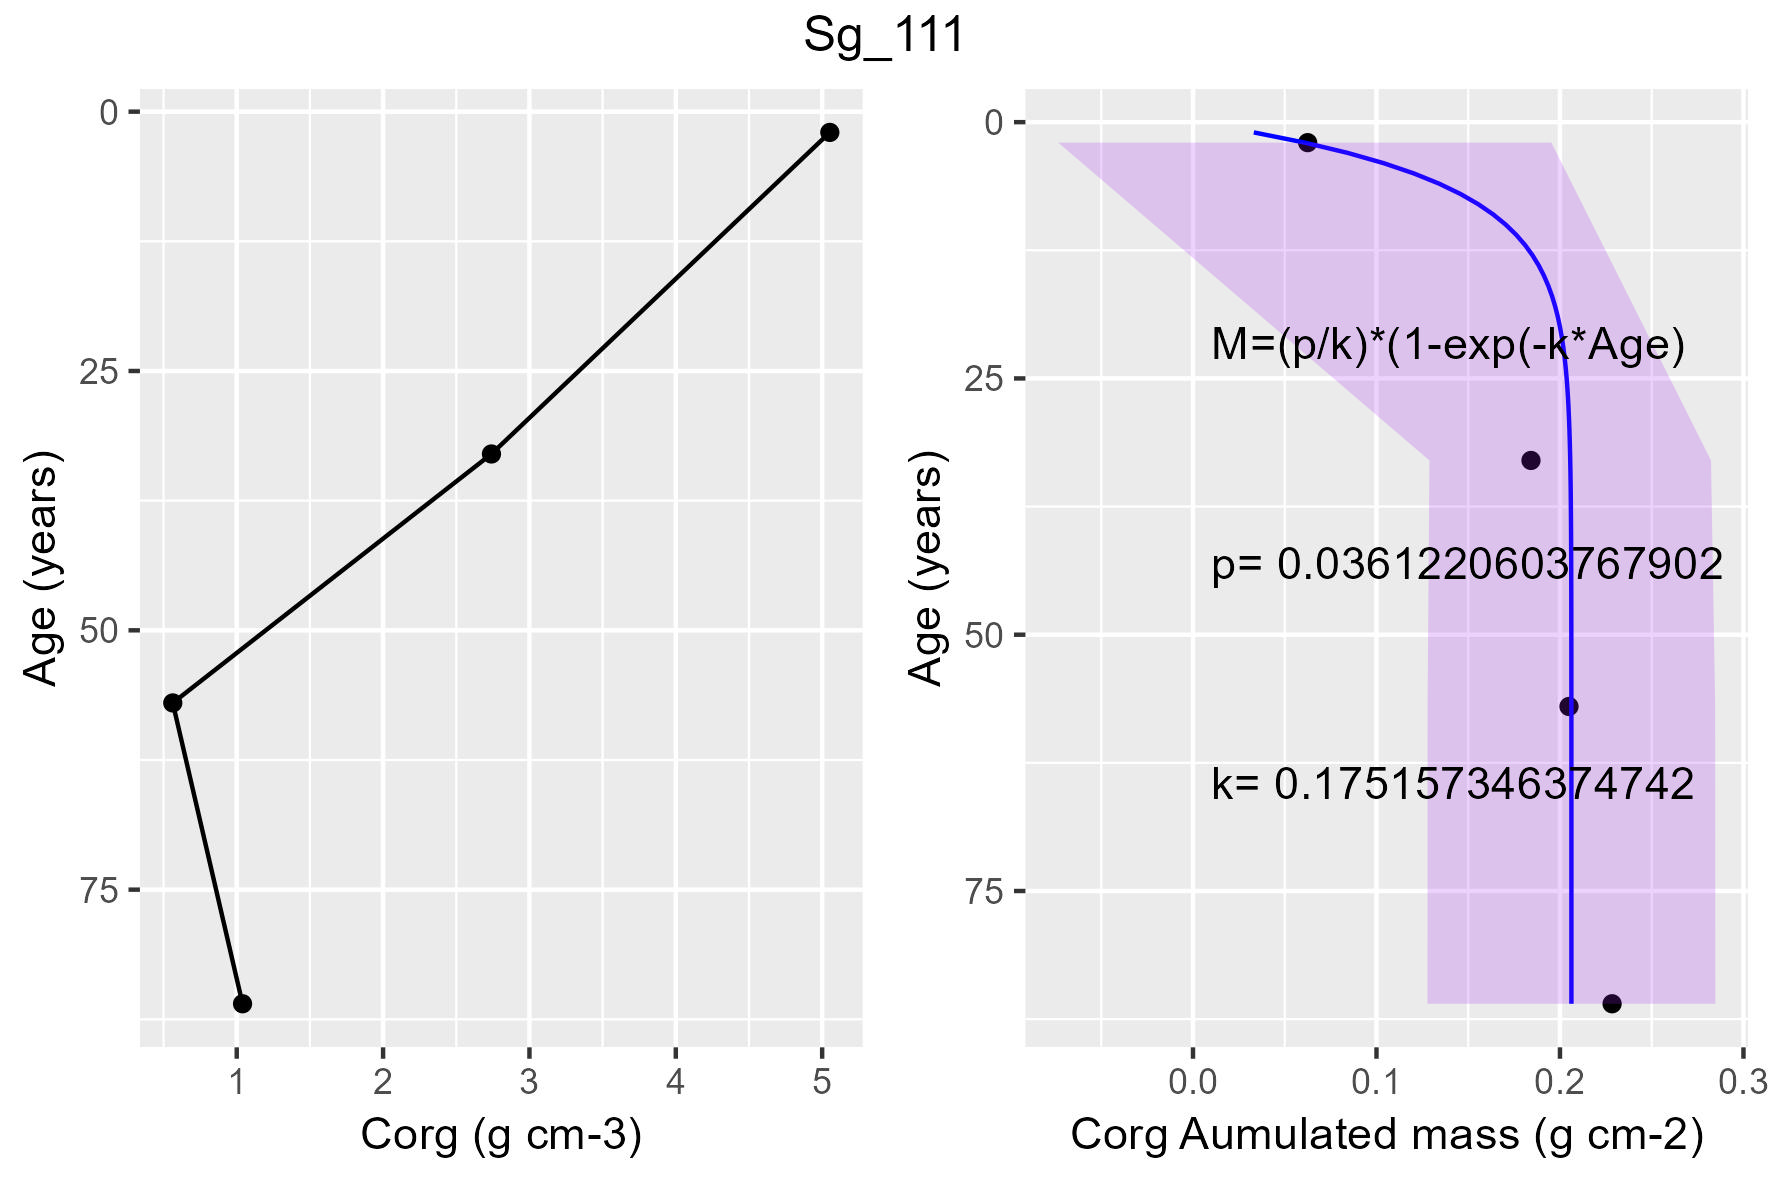 Sg_111
0
25
50
75
Age (years)
1 2 3 4 5
Corg (g cm-3)
0
25
50
75
Age (years)
M=(p/k)*(1-exp(-k*Age)
p= 0.0361220603767902
k= 0.175157346374742
0.0 0.1 0.2 0.3
Corg Aumulated mass (g cm-2)